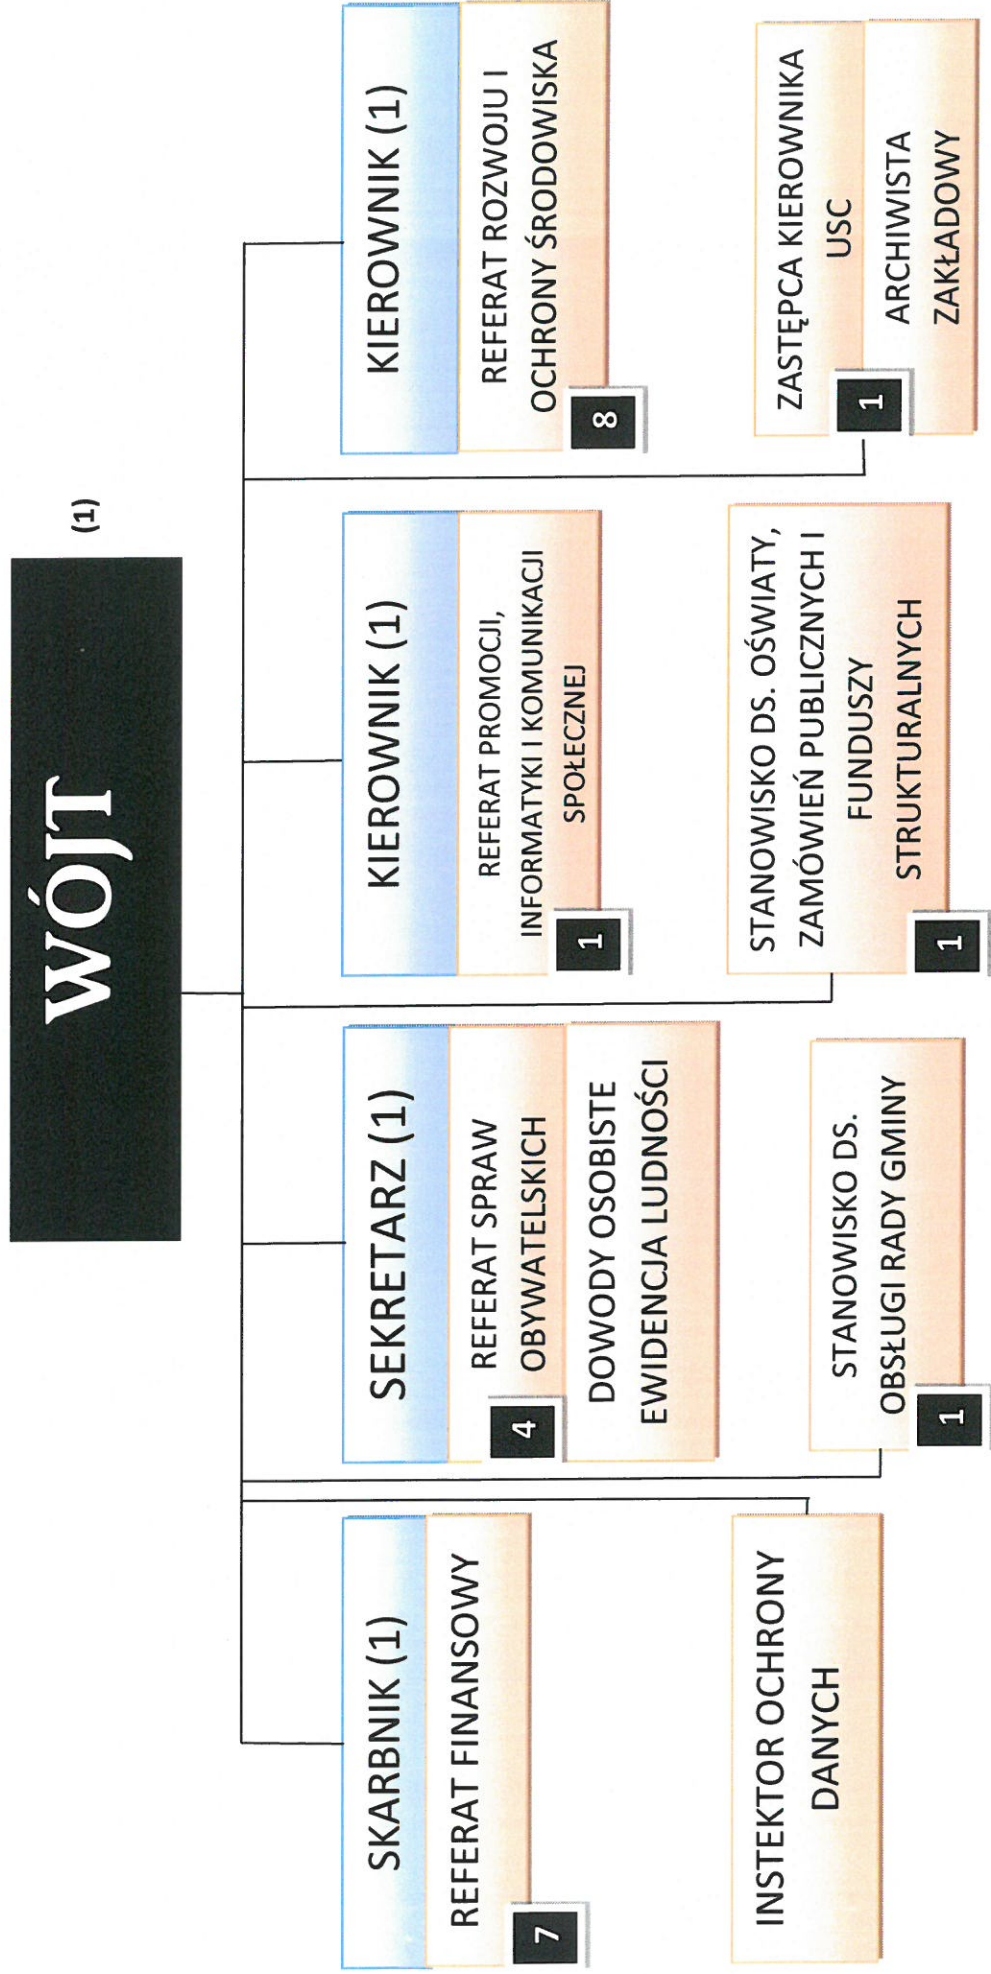 WÓJT
(1)
SKARBNIK (1)
REFERAT FINANSOWY
7
SEKRETARZ (1)
REFERAT SPRAW
OBYWATELSKICH
4
DOWODY OSOBISTE
EWIDENCJA LUDNOŚCI
KIEROWNIK (1)
REFERAT PROMOCJI,
INFORMATYKI I KOMUNIKACJI
SPOŁECZNEJ
1
KIEROWNIK (1)
REFERAT ROZWOJU I
OCHRONY ŚRODOWISKA
8
INSTEKTOR OCHRONY
DANYCH
STANOWISKO DS.
OBSŁUGI RADY GMINY
1
STANOWISKO DS. OŚWIATY,
ZAMÓWIEŃ PUBLICZNYCH I
FUNDUSZY
STRUKTURALNYCH
1
ZASTĘPCA KIEROWNIKA
USC
1
ARCHIWISTA
ZAKŁADOWY